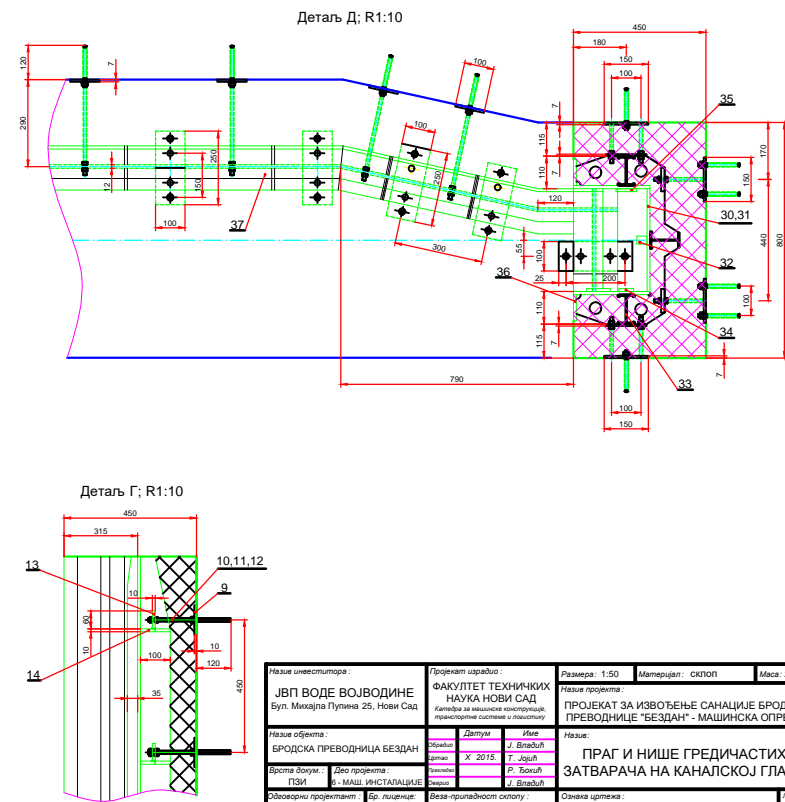 Детаљ Д; R1:10
450
180
150
100
120
7
290
100
100
250
450
12
100
37
300
7
115
110
7
120
55
100
25
200
36
110
7
115
790
35
170
150
30,31
440
800
32
100
34
7
33
100
150
Детаљ Г; R1:10
450
315
13
10,11,12
9
10
60
10
10
100
120
14
35
450
Назив инвеститора :
ЈВП ВОДЕ ВОЈВОДИНЕ
Бул. Михајла Пупина 25, Нови Сад
Пројекат израдио :
ФАКУЛТЕТ ТЕХНИЧКИХ
НАУКА НОВИ САД
Катедра за машинске конструкције,
транспортне системе и логистику
Размера: 1:50
Материјал: склоп
Маса:
Назив пројекта :
ПРОЈЕКАТ ЗА ИЗВОЂЕЊЕ САНАЦИЈЕ БРОД
ПРЕВОДНИЦЕ "БЕЗДАН" - МАШИНСКА ОПРЕ
Назив објекта :
БРОДСКА ПРЕВОДНИЦА БЕЗДАН
Датум
Име
Обрадио
Ј. Владић
Цртао
X 2015.
Т. Јојић
Прегледао
Р. Ђокић
Оверио
Ј. Владић
Назив:
ПРАГ И НИШЕ ГРЕДИЧАСТИХ
ЗАТВАРАЧА НА КАНАЛСКОЈ ГЛА
Врста докум.:
ПЗИ
Део пројекта :
6 - МАШ. ИНСТАЛАЦИЈЕ
Одговорни пројектант :
Бр. лиценце:
Веза-припадност склопу :
Ознака цртежа :